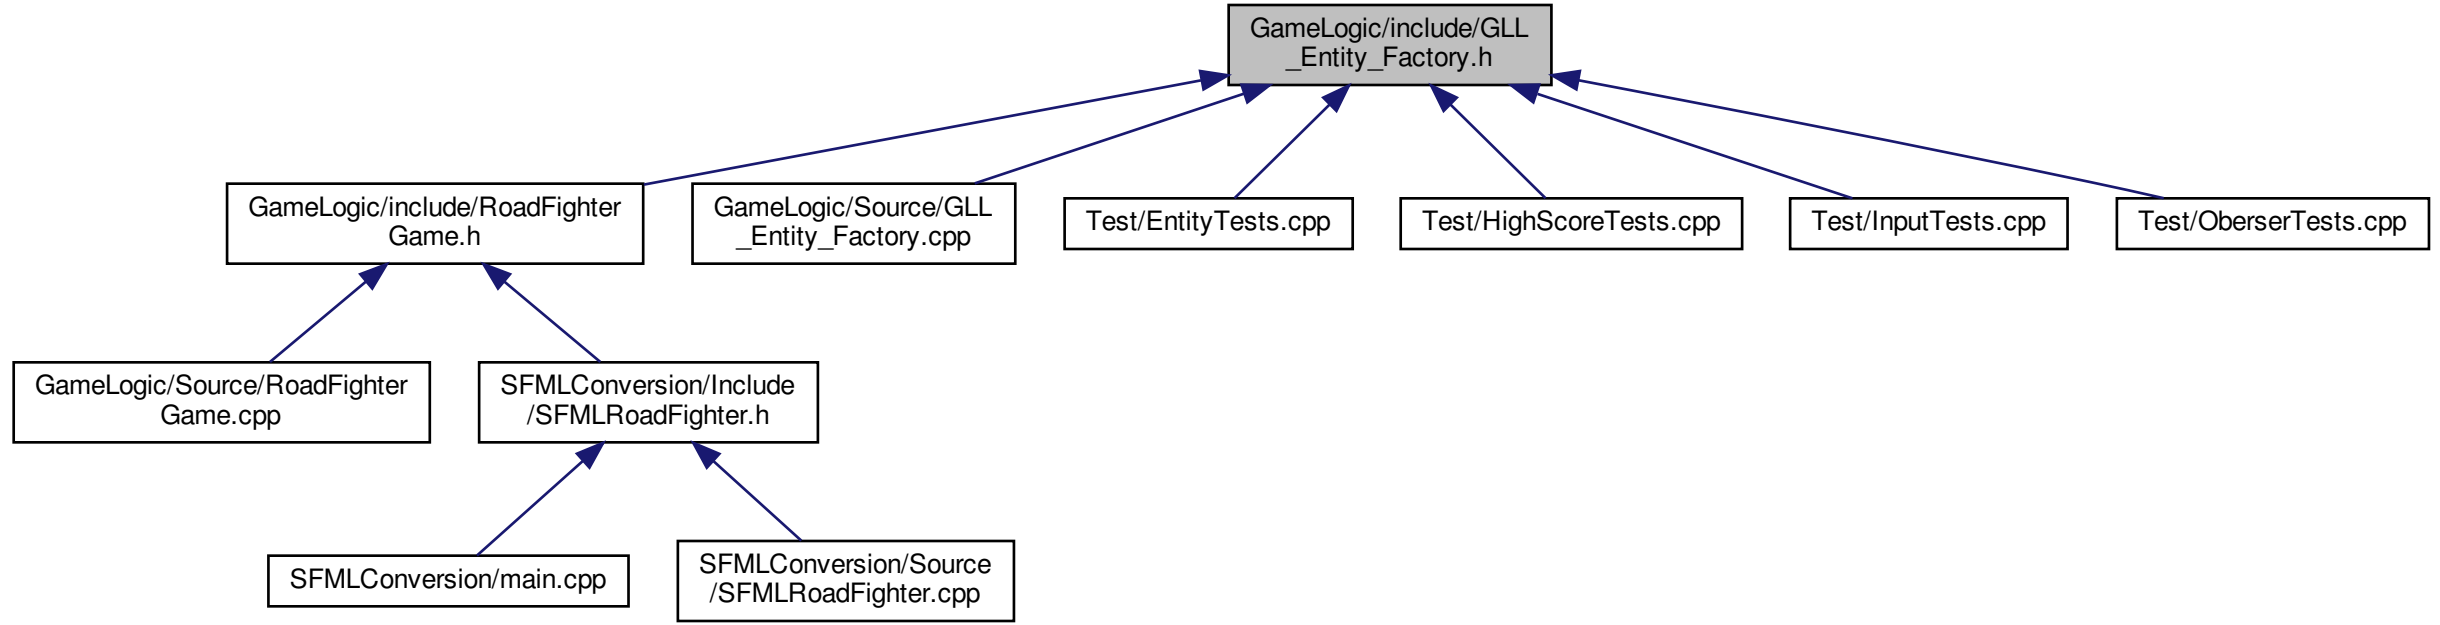 GameLogic/include/GLL
_Entity_Factory.h
GameLogic/include/RoadFighter
Game.h
GameLogic/Source/GLL
_Entity_Factory.cpp
Test/EntityTests.cpp
Test/HighScoreTests.cpp
Test/InputTests.cpp
Test/OberserTests.cpp
GameLogic/Source/RoadFighter
Game.cpp
SFMLConversion/Include
/SFMLRoadFighter.h
SFMLConversion/main.cpp
SFMLConversion/Source
/SFMLRoadFighter.cpp